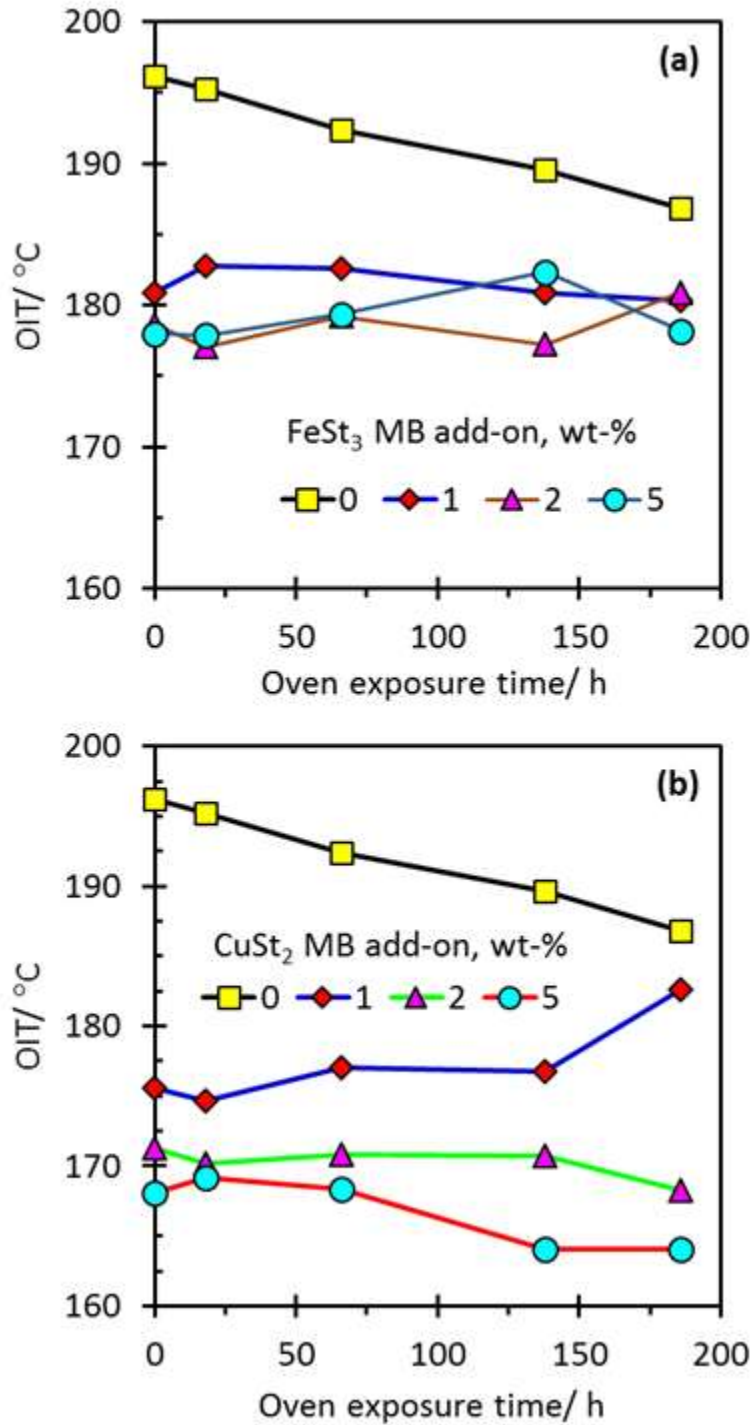 (a)
200
190
180
170
160
OIT/ °C
FeSt₃ MB add-on, wt-%
0 1 2 5
0 50 100 150 200
Oven exposure time/ h
(b)
200
190
180
170
160
OIT/ °C
CuSt₂ MB add-on, wt-%
0 1 2 5
0 50 100 150 200
Oven exposure time/ h